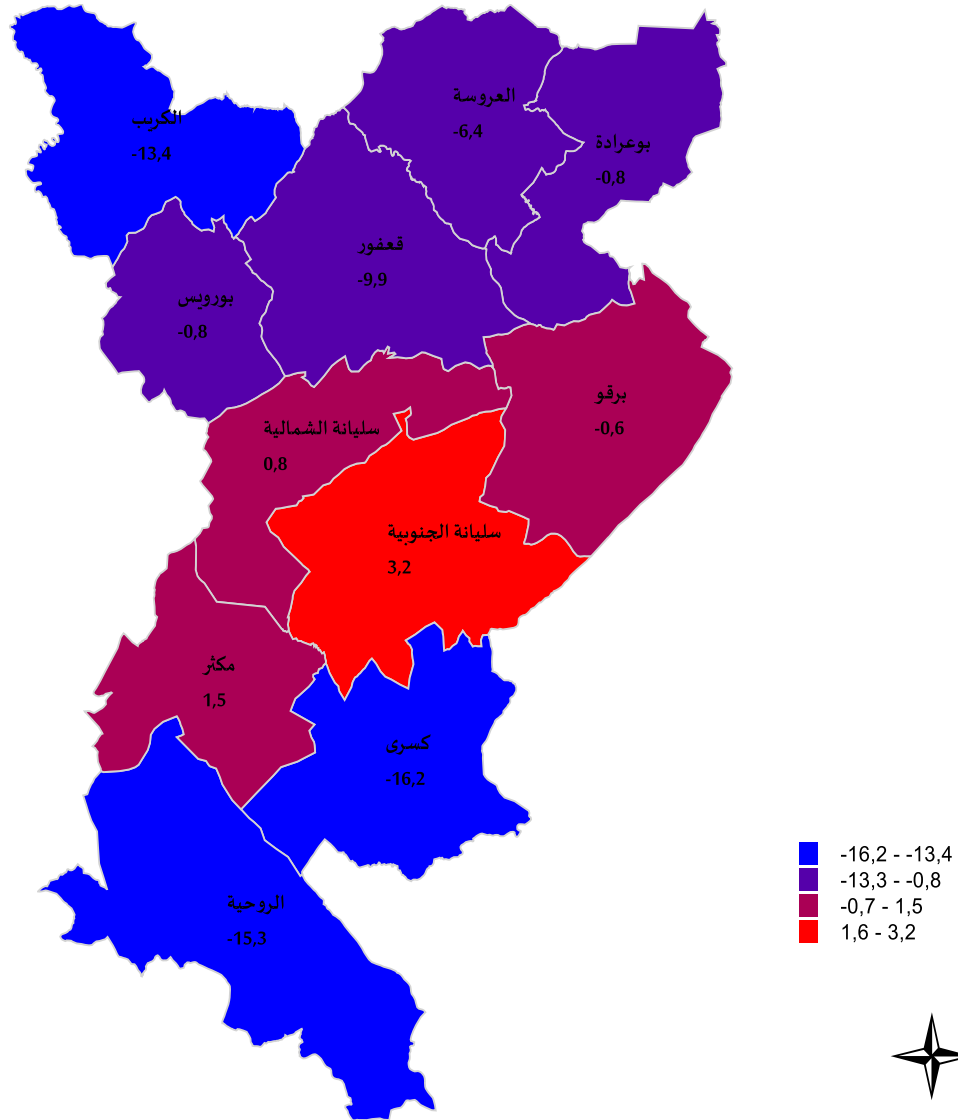 العروسة
-6,4
الكريب
-13,4
بوعرادة
-0,8
قعفور
-9,9
بورويس
-0,8
برقو
-0,6
سليانة الشمالية
0,8
سليانة الجنوبية
3,2
مكثر
1,5
كسرى
-16,2
الروحية
-15,3
-16,2 - -13,4
-13,3 - -0,8
-0,7 - 1,5
1,6 - 3,2